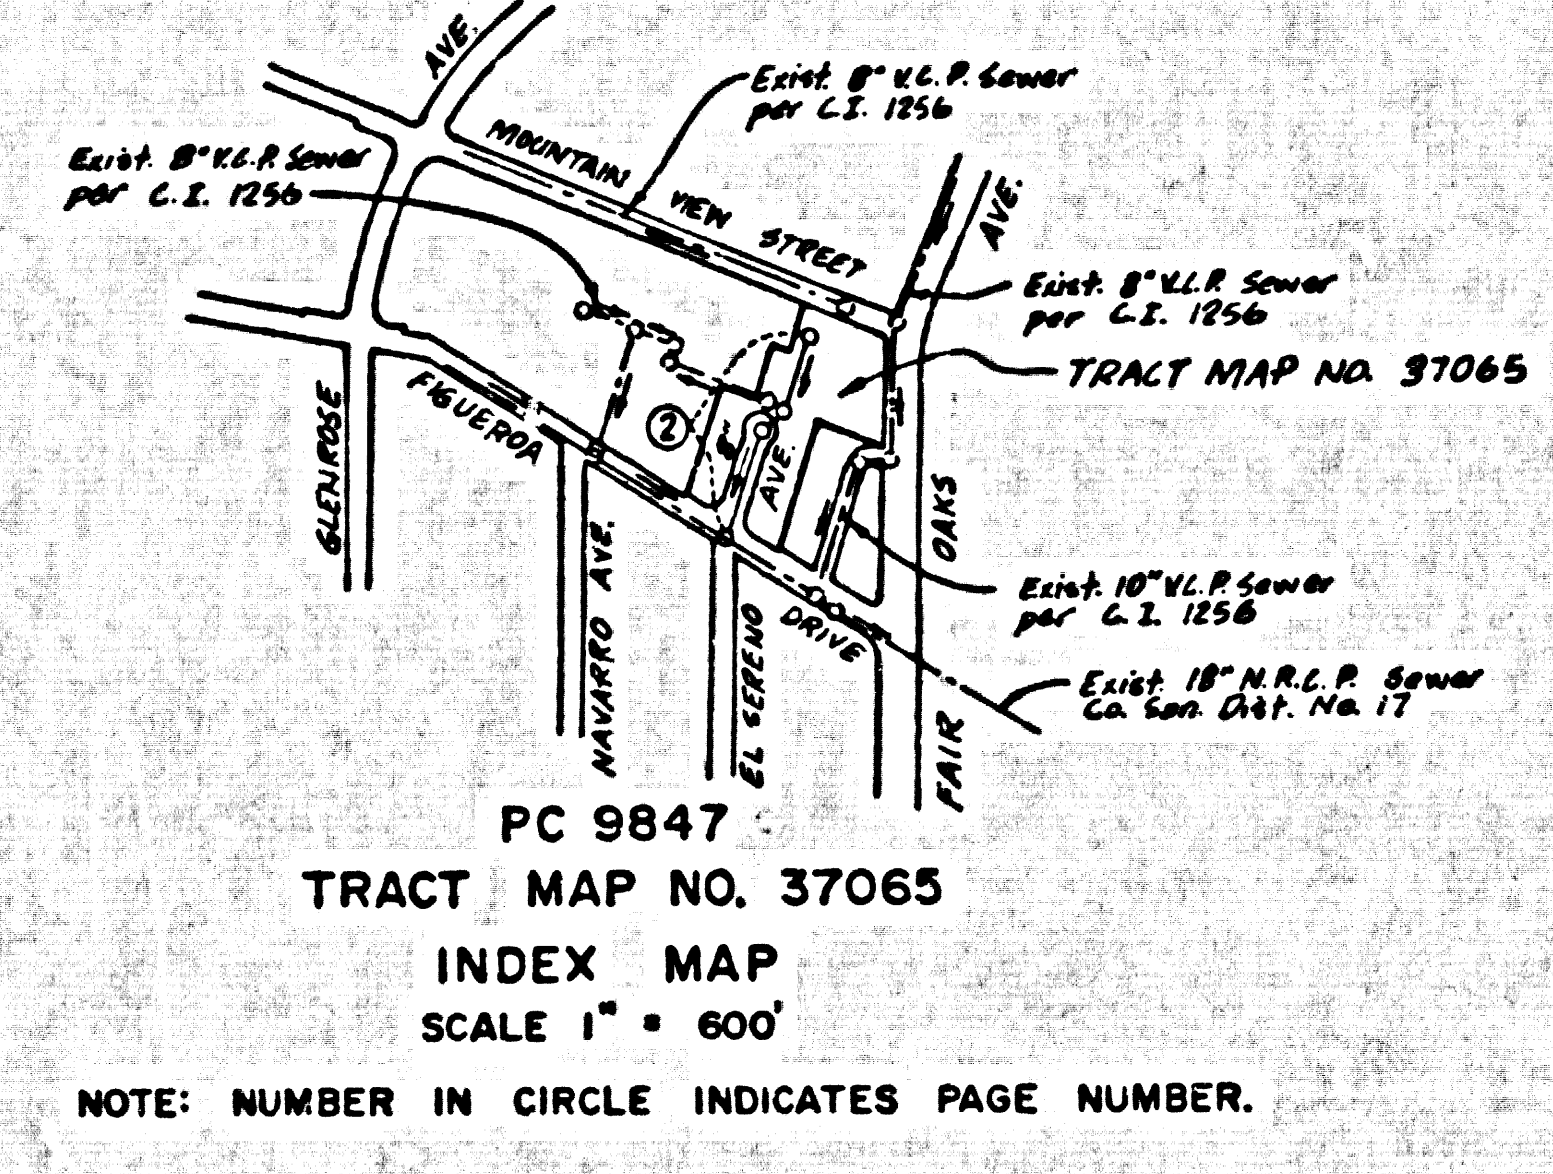 AVE.
Exist. 8" V.C.P. Sewer
per C.I. 1256
MOUNTAIN VIEW STREET
Exist. 8" V.C.P. Sewer
per C.I. 1256
AVE.
Exist. 8" V.C.P. Sewer
per C.I. 1256
TRACT MAP NO. 37065
FIGUEROA
GLENROSE
2
8"
AVE.
OAKS
NAVARRO AVE.
EL SERENO
DRIVE
Exist. 10" V.C.P. Sewer
per C.I. 1256
Exist. 18" N.R.C.P. Sewer
Co. San. Dist. No. 17
FAIR
PC 9847
TRACT MAP NO. 37065
INDEX MAP
SCALE 1" = 600'
NOTE: NUMBER IN CIRCLE INDICATES PAGE NUMBER.